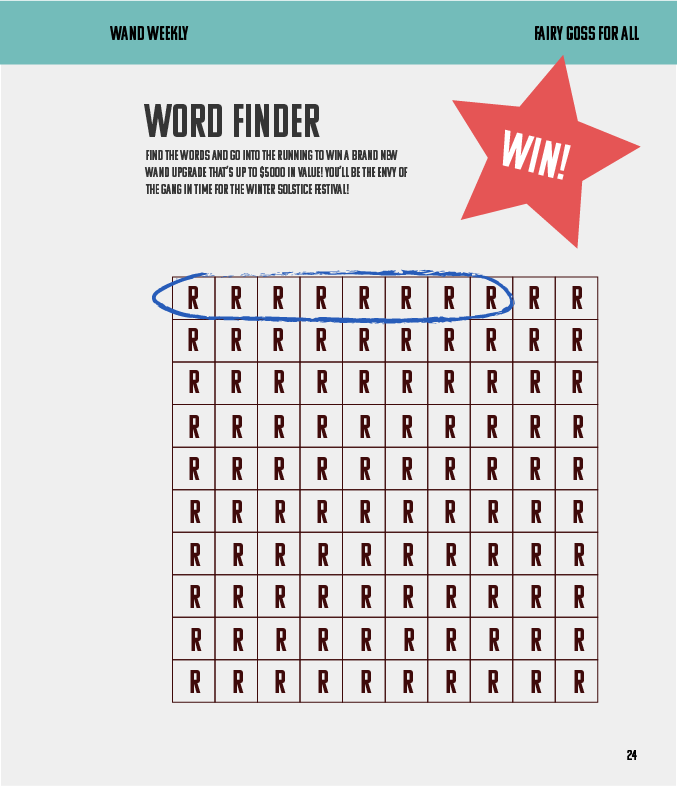 WAND WEEKLY
FAIRY GOSS FOR ALL
WORD FINDER
WIN!
FIND THE WORDS AND GO INTO THE RUNNING TO WIN A BRAND NEW
WAND UPGRADE THAT'S UP TO $5000 IN VALUE! YOU'LL BE THE ENVY OF
THE GANG IN TIME FOR THE WINTER SOLSTICE FESTIVAL!
R R R R R R R R R R
R R R R R R R R R R
R R R R R R R R R R
R R R R R R R R R R
R R R R R R R R R R
R R R R R R R R R R
R R R R R R R R R R
R R R R R R R R R R
R R R R R R R R R R
R R R R R R R R R R
24